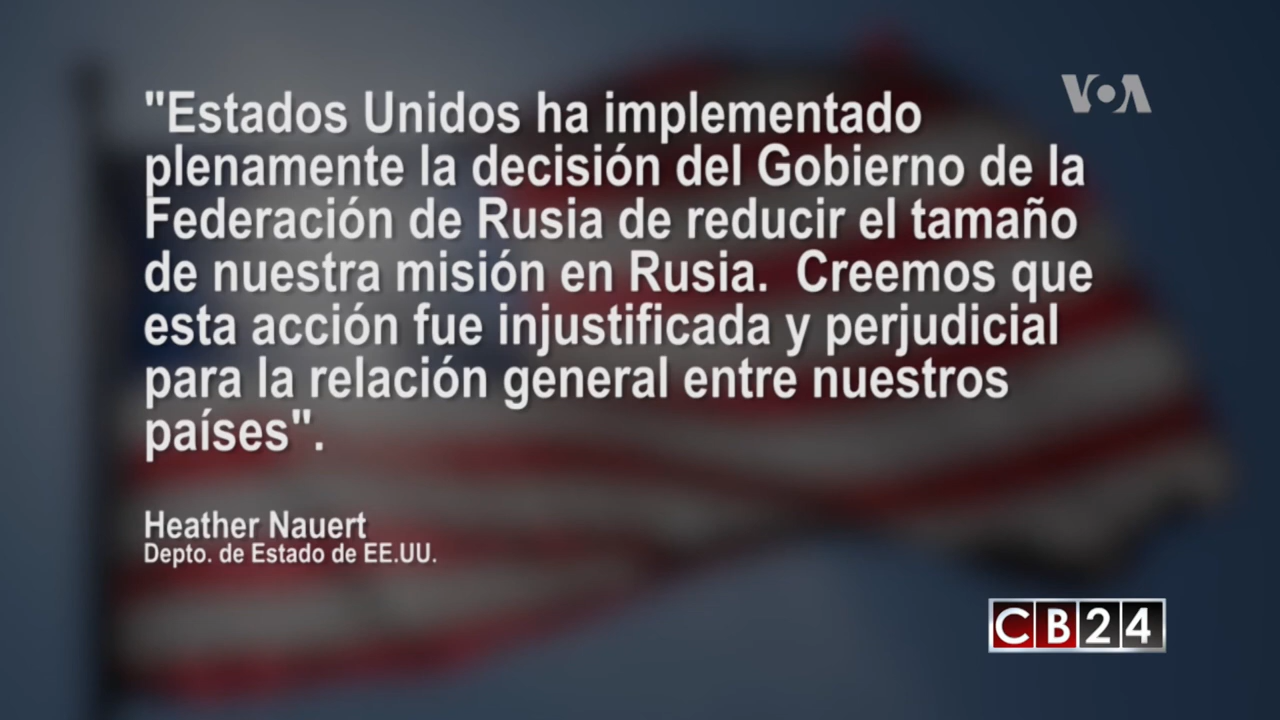 VOA
"Estados Unidos ha implementado
plenamente la decisión del Gobierno de la
Federación de Rusia de reducir el tamaño
de nuestra misión en Rusia.  Creemos que
esta acción fue injustificada y perjudicial
para la relación general entre nuestros
países".
Heather Nauert
Depto. de Estado de EE.UU.
CB24